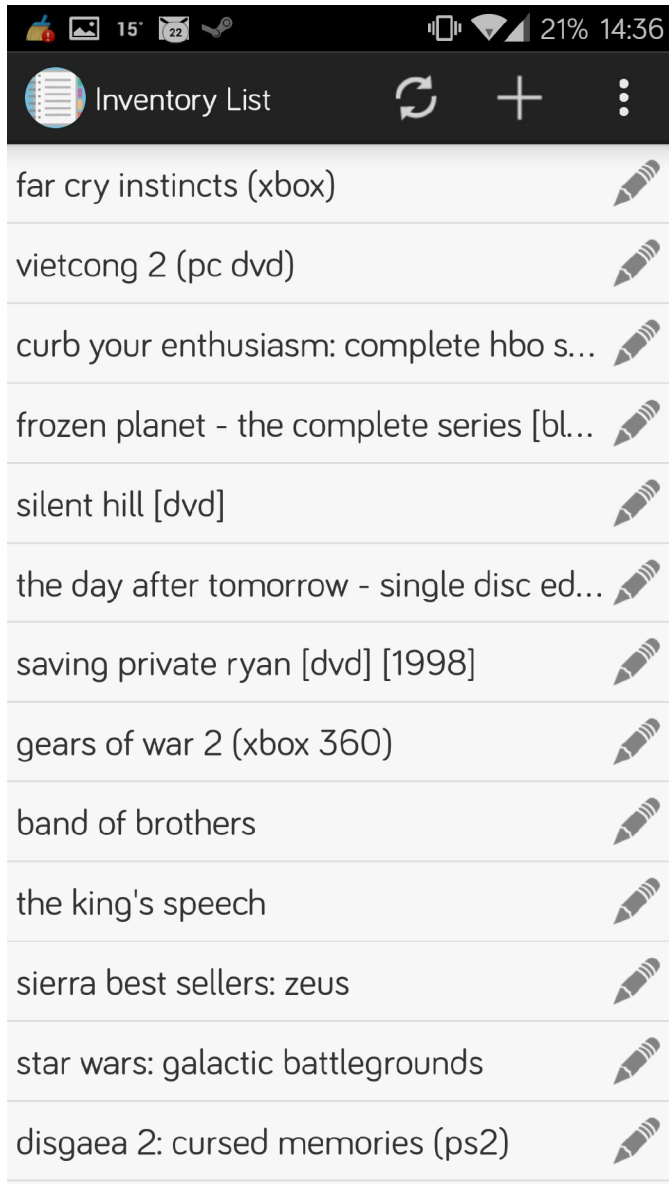 15° 22 21% 14:36
Inventory List
far cry instincts (xbox)
vietcong 2 (pc dvd)
curb your enthusiasm: complete hbo s...
frozen planet - the complete series [bl...
silent hill [dvd]
the day after tomorrow - single disc ed...
saving private ryan [dvd] [1998]
gears of war 2 (xbox 360)
band of brothers
the king's speech
sierra best sellers: zeus
star wars: galactic battlegrounds
disgaea 2: cursed memories (ps2)